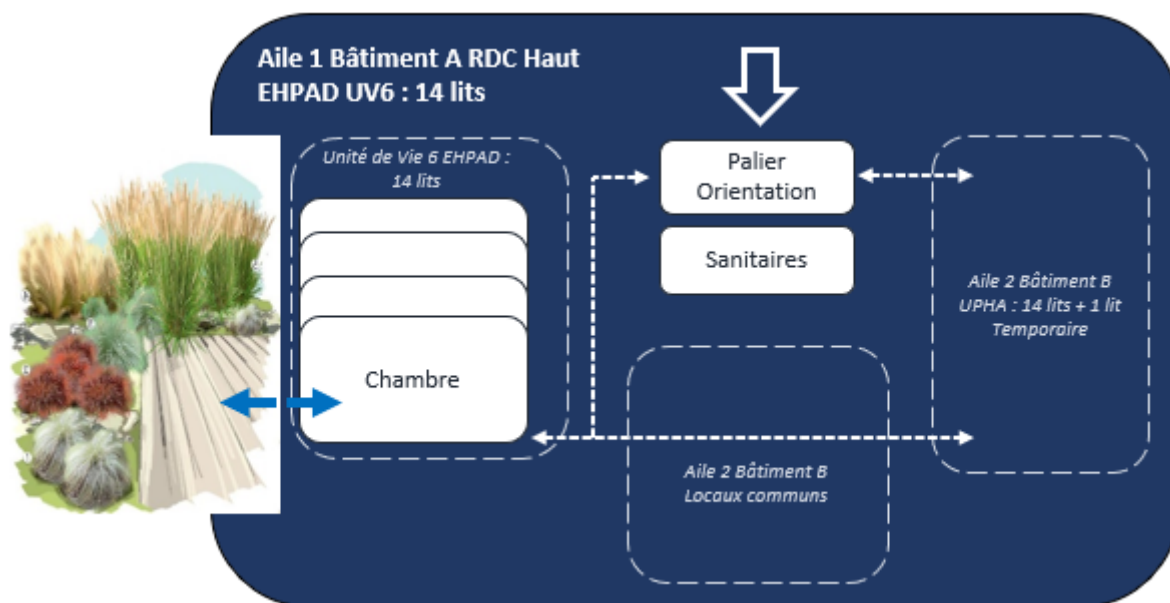 Aile 1 Bâtiment A RDC Haut
EHPAD UV6 : 14 lits
Unité de Vie 6 EHPAD :
14 lits
Chambre
Palier
Orientation
Sanitaires
Aile 2 Bâtiment B
Locaux communs
Aile 2 Bâtiment B
UPHA : 14 lits + 1 lit
Temporaire